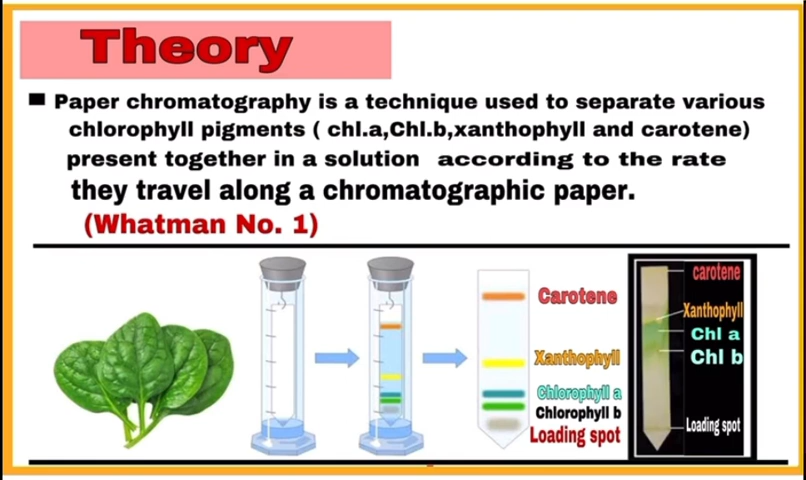 Theory
Paper chromatography is a technique used to separate various
chlorophyll pigments ( chl.a,Chl.b,xanthophyll and carotene)
present together in a solution according to the rate
they travel along a chromatographic paper.
(Whatman No. 1)
Carotene
Xanthophyll
Chlorophyll a
Chlorophyll b
Loading spot
carotene
Xanthophyll
Chl a
Chl b
Loading spot